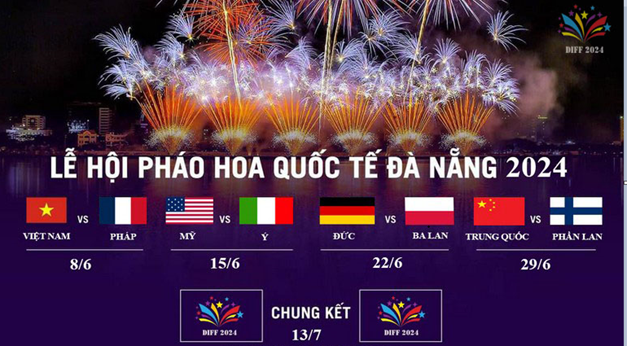 DIFF 2024
LỄ HỘI PHÁO HOA QUỐC TẾ ĐÀ NẴNG 2024
VIỆT NAM VS PHÁP
8/6
MỸ VS Ý
15/6
ĐỨC VS BA LAN
22/6
TRUNG QUỐC VS PHẦN LAN
29/6
DIFF 2024
CHUNG KẾT
13/7
DIFF 2024